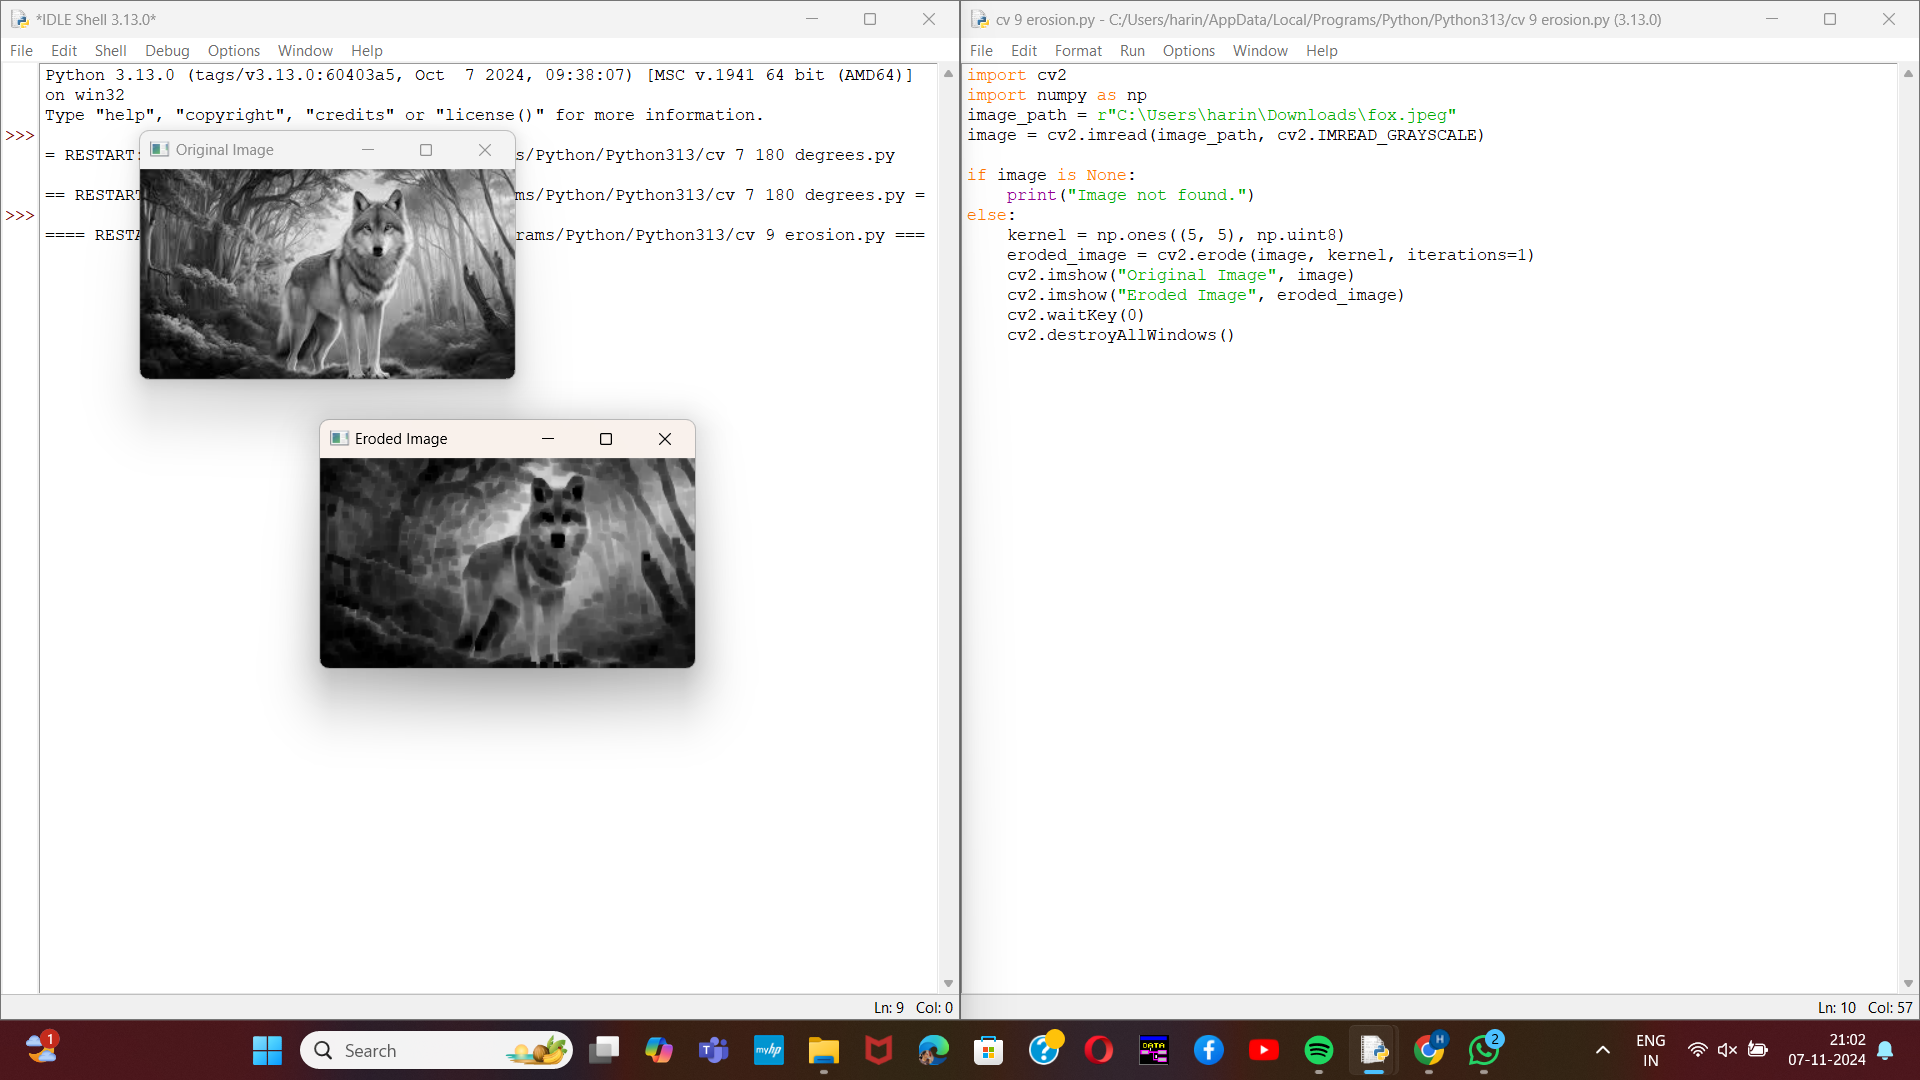 *IDLE Shell 3.13.0*
File Edit Shell Debug Options Window Help
Python 3.13.0 (tags/v3.13.0:60403a5, Oct  7 2024, 09:38:07) [MSC v.1941 64 bit (AMD64)]
on win32
Type "help", "copyright", "credits" or "license()" for more information.
>>>
= RESTART: s/Python/Python313/cv 7 180 degrees.py
== RESTART ms/Python/Python313/cv 7 180 degrees.py =
>>>
==== RESTA rams/Python/Python313/cv 9 erosion.py ===
Original Image
Eroded Image
Ln: 9 Col: 0
cv 9 erosion.py - C:/Users/harin/AppData/Local/Programs/Python/Python313/cv 9 erosion.py (3.13.0)
File Edit Format Run Options Window Help
import cv2
import numpy as np
image_path = r"C:\Users\harin\Downloads\fox.jpeg"
image = cv2.imread(image_path, cv2.IMREAD_GRAYSCALE)
if image is None:
    print("Image not found.")
else:
    kernel = np.ones((5, 5), np.uint8)
    eroded_image = cv2.erode(image, kernel, iterations=1)
    cv2.imshow("Original Image", image)
    cv2.imshow("Eroded Image", eroded_image)
    cv2.waitKey(0)
    cv2.destroyAllWindows()
Ln: 10 Col: 57
1
Search
myhp
DATA
H
2
ENG
IN
21:02
07-11-2024